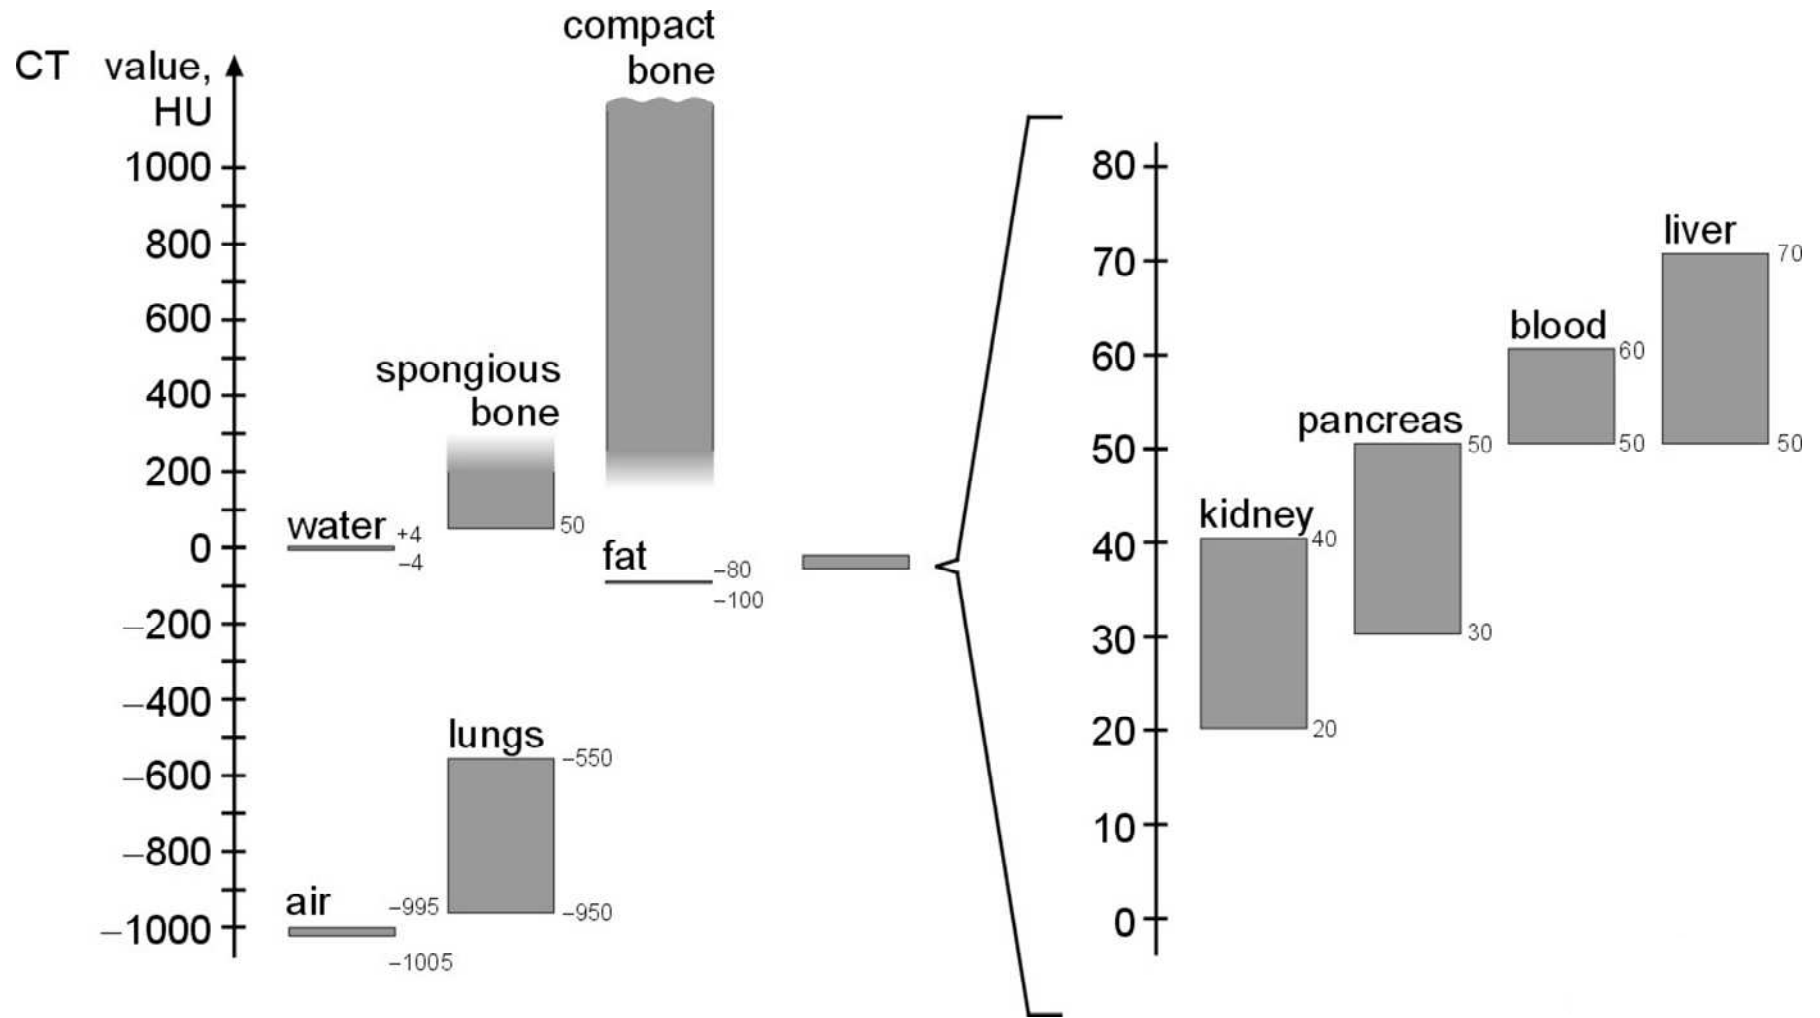 CT value,
HU
1000
800
600
400
200
0
–200
–400
–600
–800
–1000
compact
bone
spongious
bone
50
water +4
–4
fat
–80
–100
lungs
–550
–950
air
–995
–1005
80
70
60
50
40
30
20
10
0
liver
70
50
blood
60
50
pancreas
50
30
kidney
40
20